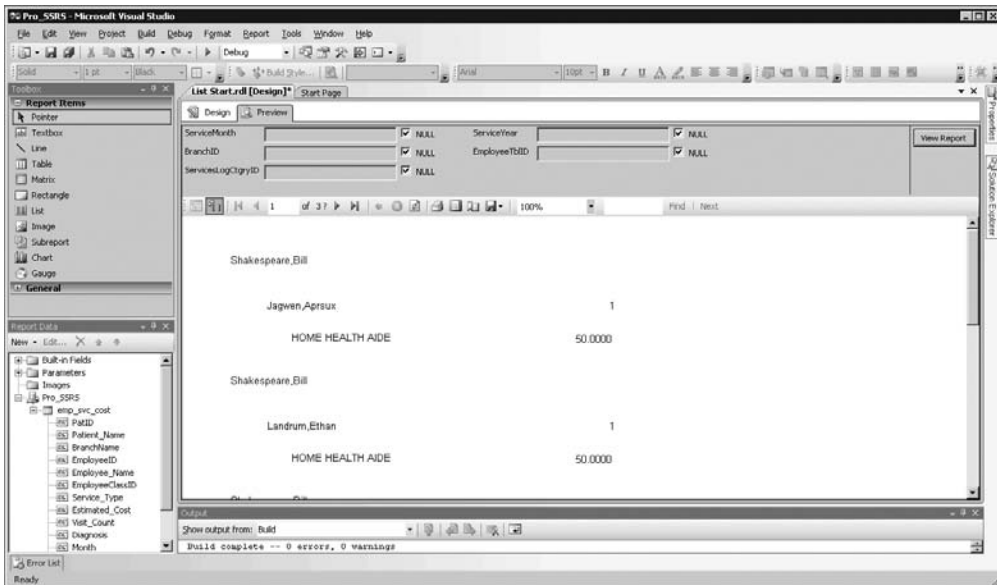 Pro_SSRS - Microsoft Visual Studio
File Edit View Project Build Debug Format Report Tools Window Help
Debug
Solid 1 pt Black Build Style... Arial 10pt B I U A
Toolbox
Report Items
Pointer
Textbox
Line
Table
Matrix
Rectangle
List
Image
Subreport
Chart
Gauge
General
Report Data
New Edit...
Built-in Fields
Parameters
Images
Pro_SSRS
emp_svc_cost
PatID
Patient_Name
BranchName
EmployeeID
Employee_Name
EmployeeClassID
Service_Type
Estimated_Cost
Visit_Count
Diagnosis
Month
List Start.rdl [Design]* Start Page
Design Preview
ServiceMonth NULL ServiceYear NULL
BranchID NULL EmployeeTblID NULL
ServicesLogCtgryID NULL
View Report
1 of 3? 100% Find | Next
Shakespeare,Bill
Jagwen,Aprsux 1
HOME HEALTH AIDE 50.0000
Shakespeare,Bill
Landrum,Ethan 1
HOME HEALTH AIDE 50.0000
Output
Show output from: Build
Build complete -- 0 errors, 0 warnings
Properties
Solution Explorer
Error List
Ready